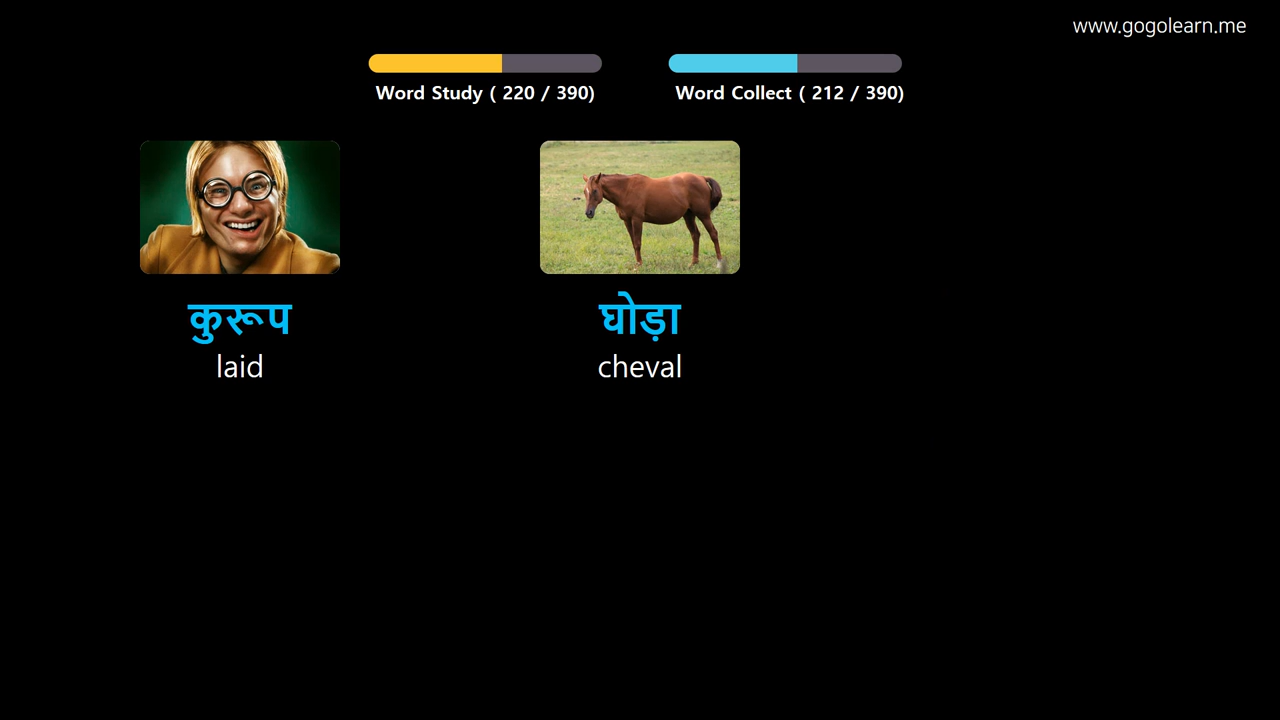 www.gogolearn.me
Word Study ( 220 / 390)
Word Collect ( 212 / 390)
कुरूप
laid
घोड़ा
cheval